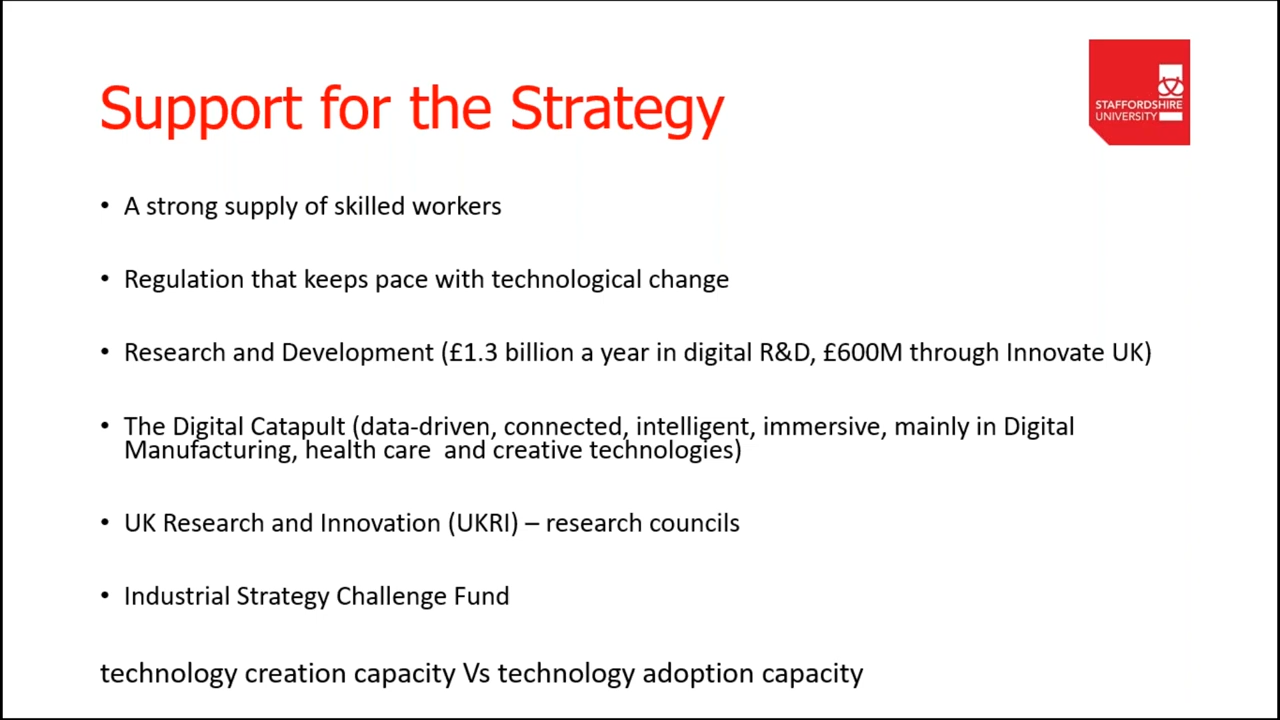 Support for the Strategy
STAFFORDSHIRE
UNIVERSITY
• A strong supply of skilled workers
• Regulation that keeps pace with technological change
• Research and Development (£1.3 billion a year in digital R&D, £600M through Innovate UK)
• The Digital Catapult (data-driven, connected, intelligent, immersive, mainly in Digital
Manufacturing, health care  and creative technologies)
• UK Research and Innovation (UKRI) – research councils
• Industrial Strategy Challenge Fund
technology creation capacity Vs technology adoption capacity